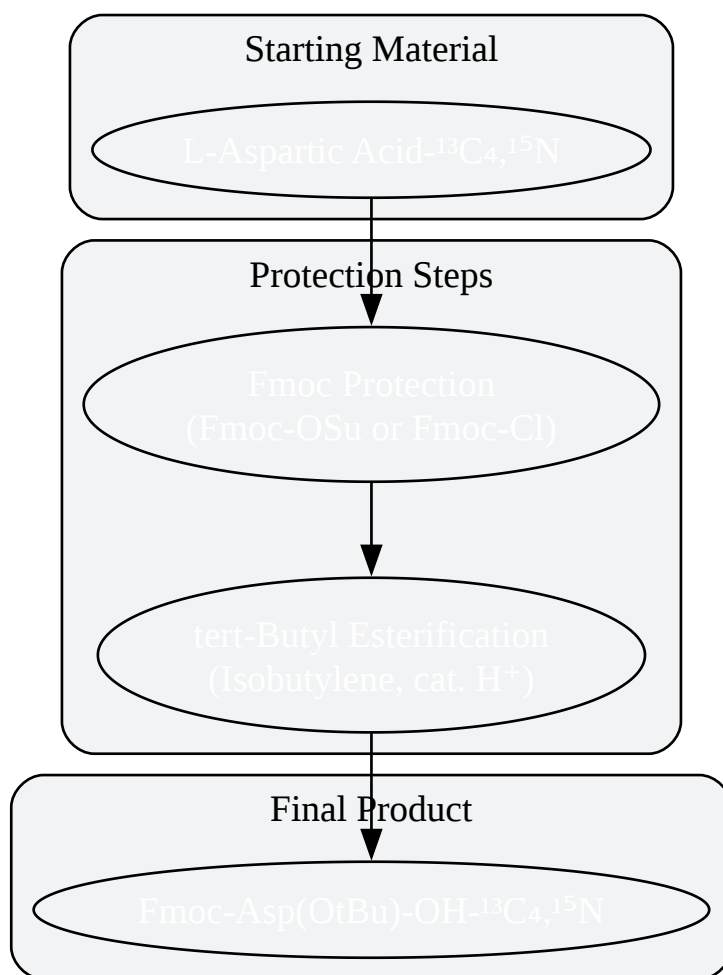 Starting Material
L-Aspartic Acid-¹³C₄,¹⁵N
Protection Steps
Fmoc Protection
(Fmoc-OSu or Fmoc-Cl)
tert-Butyl Esterification
(Isobutylene, cat. H⁺)
Final Product
Fmoc-Asp(OtBu)-OH-¹³C₄,¹⁵N